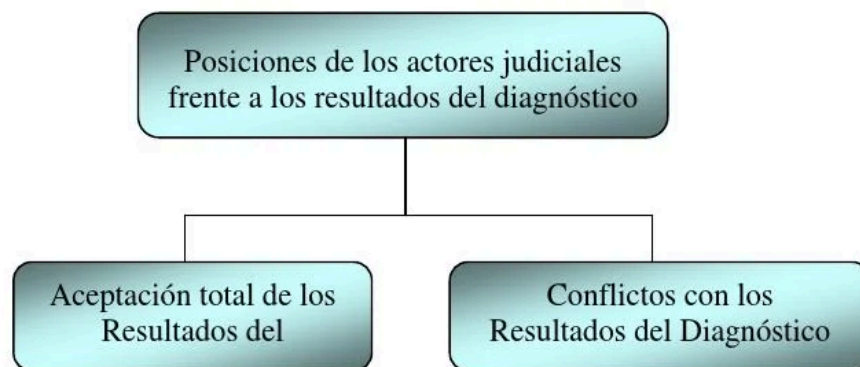 Posiciones de los actores judiciales
frente a los resultados del diagnóstico
Aceptación total de los
Resultados del
Conflictos con los
Resultados del Diagnóstico